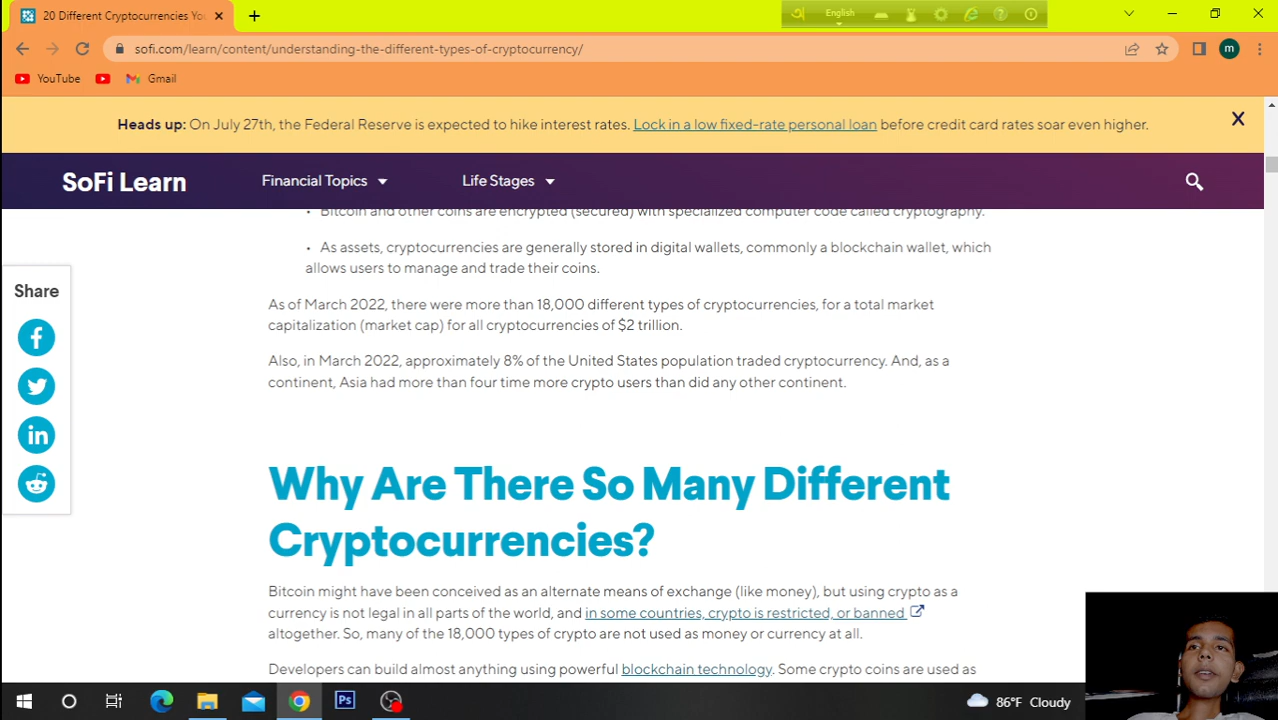 20 Different Cryptocurrencies You
English
sofi.com/learn/content/understanding-the-different-types-of-cryptocurrency/
m
YouTube
Gmail
Heads up: On July 27th, the Federal Reserve is expected to hike interest rates. Lock in a low fixed-rate personal loan before credit card rates soar even higher.
SoFi Learn
Financial Topics
Life Stages
• Bitcoin and other coins are encrypted (secured) with specialized computer code called cryptography.
• As assets, cryptocurrencies are generally stored in digital wallets, commonly a blockchain wallet, which
allows users to manage and trade their coins.
Share
As of March 2022, there were more than 18,000 different types of cryptocurrencies, for a total market
capitalization (market cap) for all cryptocurrencies of $2 trillion.
Also, in March 2022, approximately 8% of the United States population traded cryptocurrency. And, as a
continent, Asia had more than four time more crypto users than did any other continent.
Why Are There So Many Different
Cryptocurrencies?
Bitcoin might have been conceived as an alternate means of exchange (like money), but using crypto as a
currency is not legal in all parts of the world, and in some countries, crypto is restricted, or banned
altogether. So, many of the 18,000 types of crypto are not used as money or currency at all.
Developers can build almost anything using powerful blockchain technology. Some crypto coins are used as
Ps
86°F Cloudy